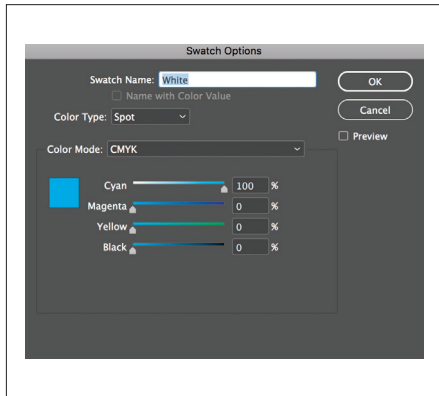 Swatch Options
Swatch Name: White
OK
Name with Color Value
Cancel
Color Type: Spot
Preview
Color Mode: CMYK
Cyan 100 %
Magenta 0 %
Yellow 0 %
Black 0 %